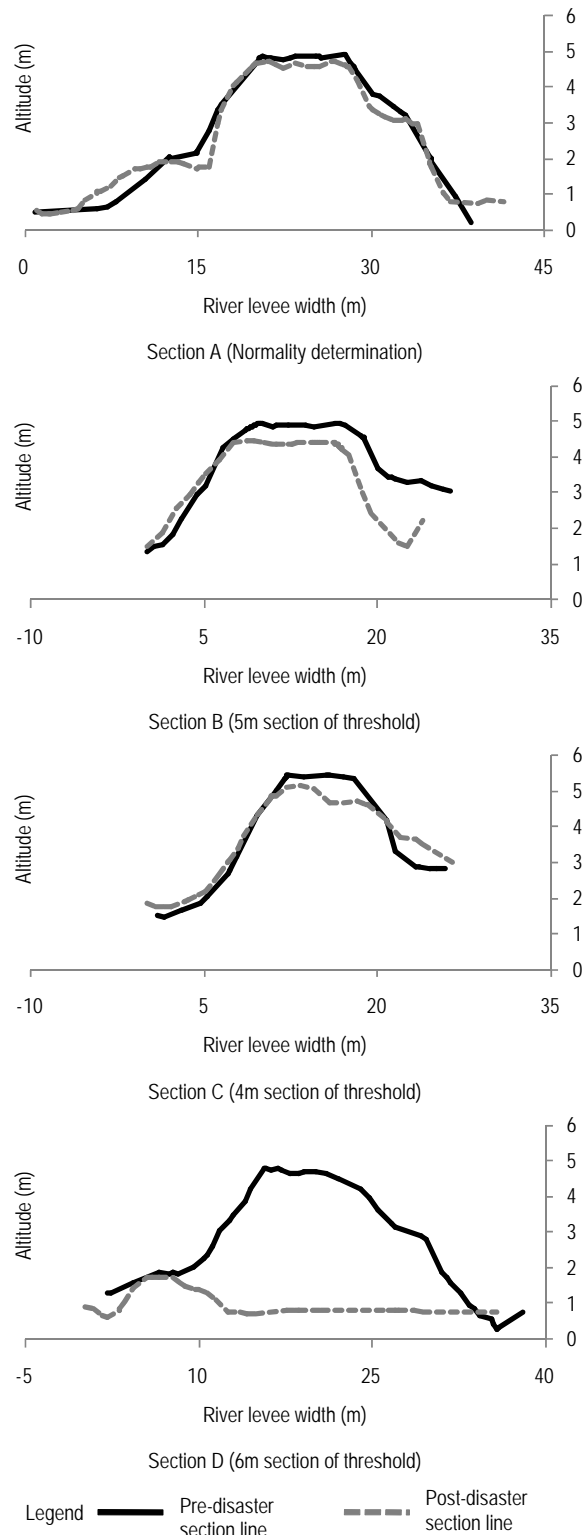 6
5
4
3
2
1
0
Altitude (m)
0 15 30 45
River levee width (m)
Section A (Normality determination)
6
5
4
3
2
1
0
Altitude (m)
-10 5 20 35
River levee width (m)
Section B (5m section of threshold)
6
5
4
3
2
1
0
Altitude (m)
-10 5 20 35
River levee width (m)
Section C (4m section of threshold)
6
5
4
3
2
1
0
Altitude (m)
-5 10 25 40
River levee width (m)
Section D (6m section of threshold)
Legend
Pre-disaster
section line
Post-disaster
section line